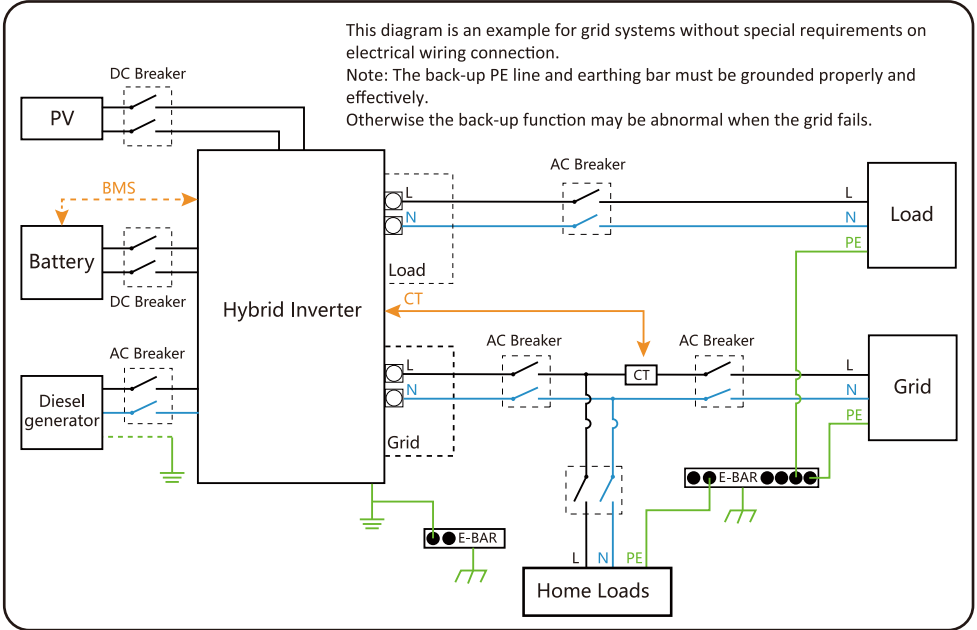 This diagram is an example for grid systems without special requirements on
electrical wiring connection.
Note: The back-up PE line and earthing bar must be grounded properly and
effectively.
Otherwise the back-up function may be abnormal when the grid fails.
DC Breaker
PV
BMS
Battery
DC Breaker
AC Breaker
Diesel
generator
Hybrid Inverter
L
N
Load
CT
L
N
Grid
AC Breaker
L
N
PE
Load
AC Breaker
CT
AC Breaker
L
N
PE
Grid
E-BAR
E-BAR
L
N
PE
Home Loads